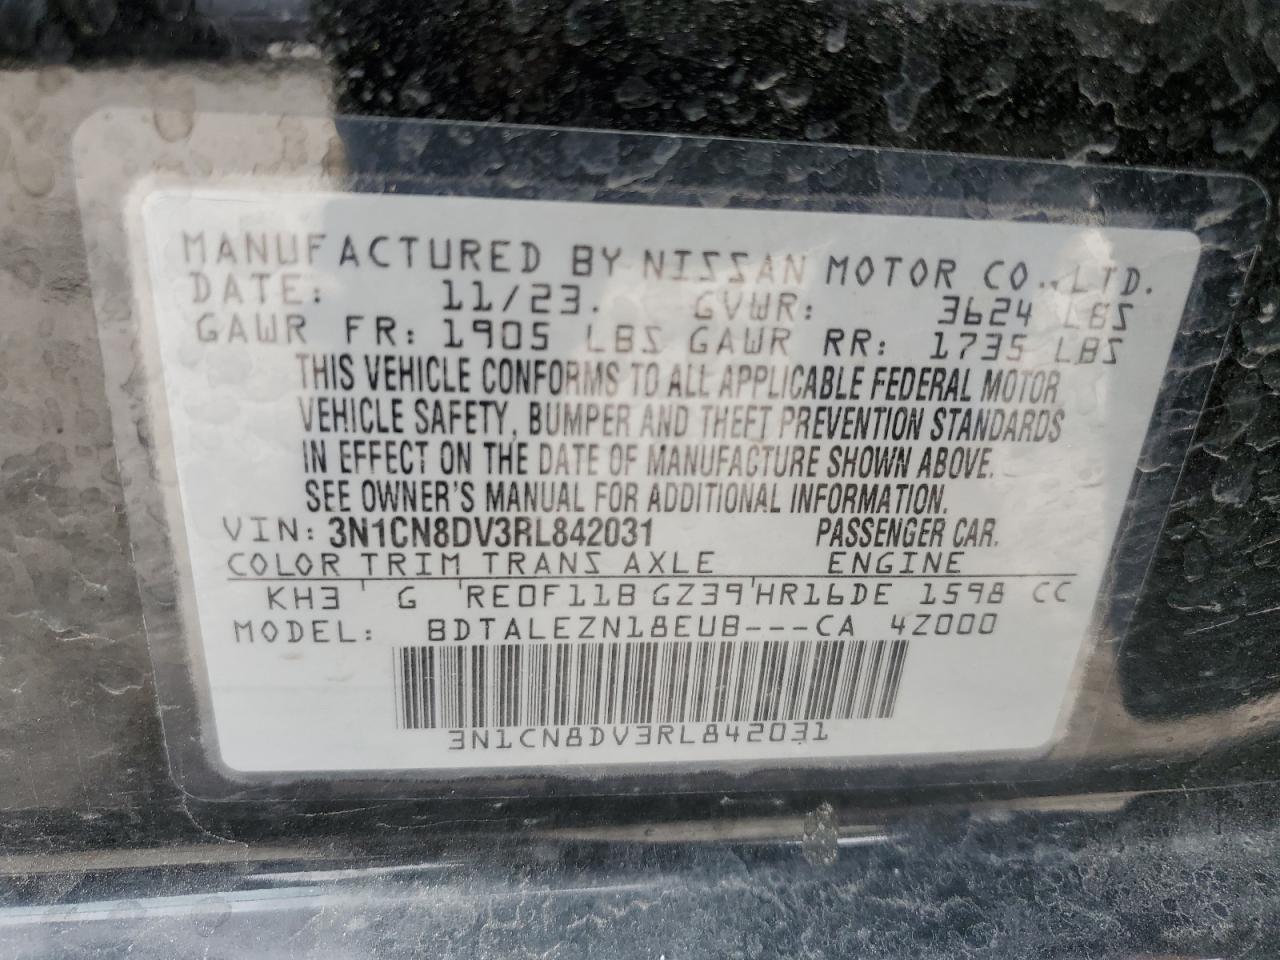 MANUFACTURED BY NISSAN MOTOR CO., LTD.
DATE: 11/23. GVWR: 3624 LBS
GAWR FR: 1905 LBS GAWR RR: 1735 LBS
THIS VEHICLE CONFORMS TO ALL APPLICABLE FEDERAL MOTOR
VEHICLE SAFETY, BUMPER AND THEFT PREVENTION STANDARDS
IN EFFECT ON THE DATE OF MANUFACTURE SHOWN ABOVE.
SEE OWNER'S MANUAL FOR ADDITIONAL INFORMATION.
VIN: 3N1CN8DV3RL842031 PASSENGER CAR.
COLOR TRIM TRANS AXLE ENGINE
KH3 ' G ' RE0F11B GZ39 ' HR16DE 1598 CC
MODEL: BDTALEZN18EUB---CA 4Z000
3N1CN8DV3RL842031